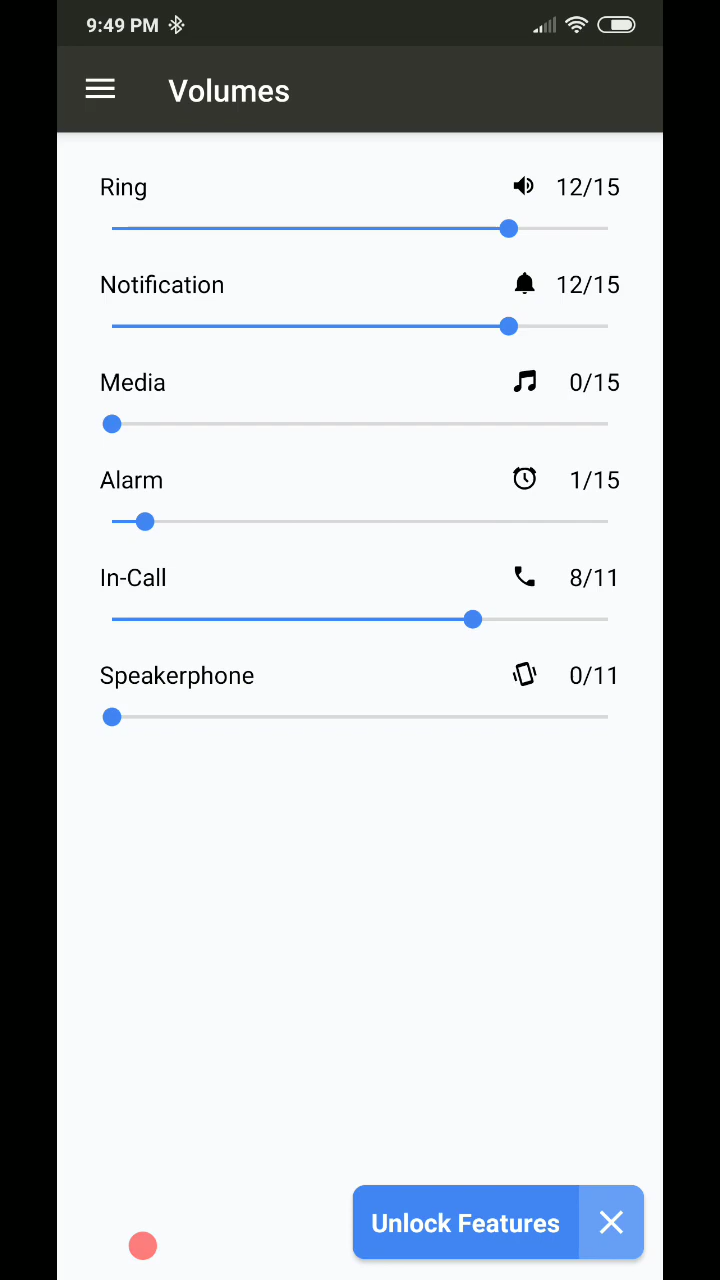 9:49 PM
Volumes
Ring 12/15
Notification 12/15
Media 0/15
Alarm 1/15
In-Call 8/11
Speakerphone 0/11
Unlock Features